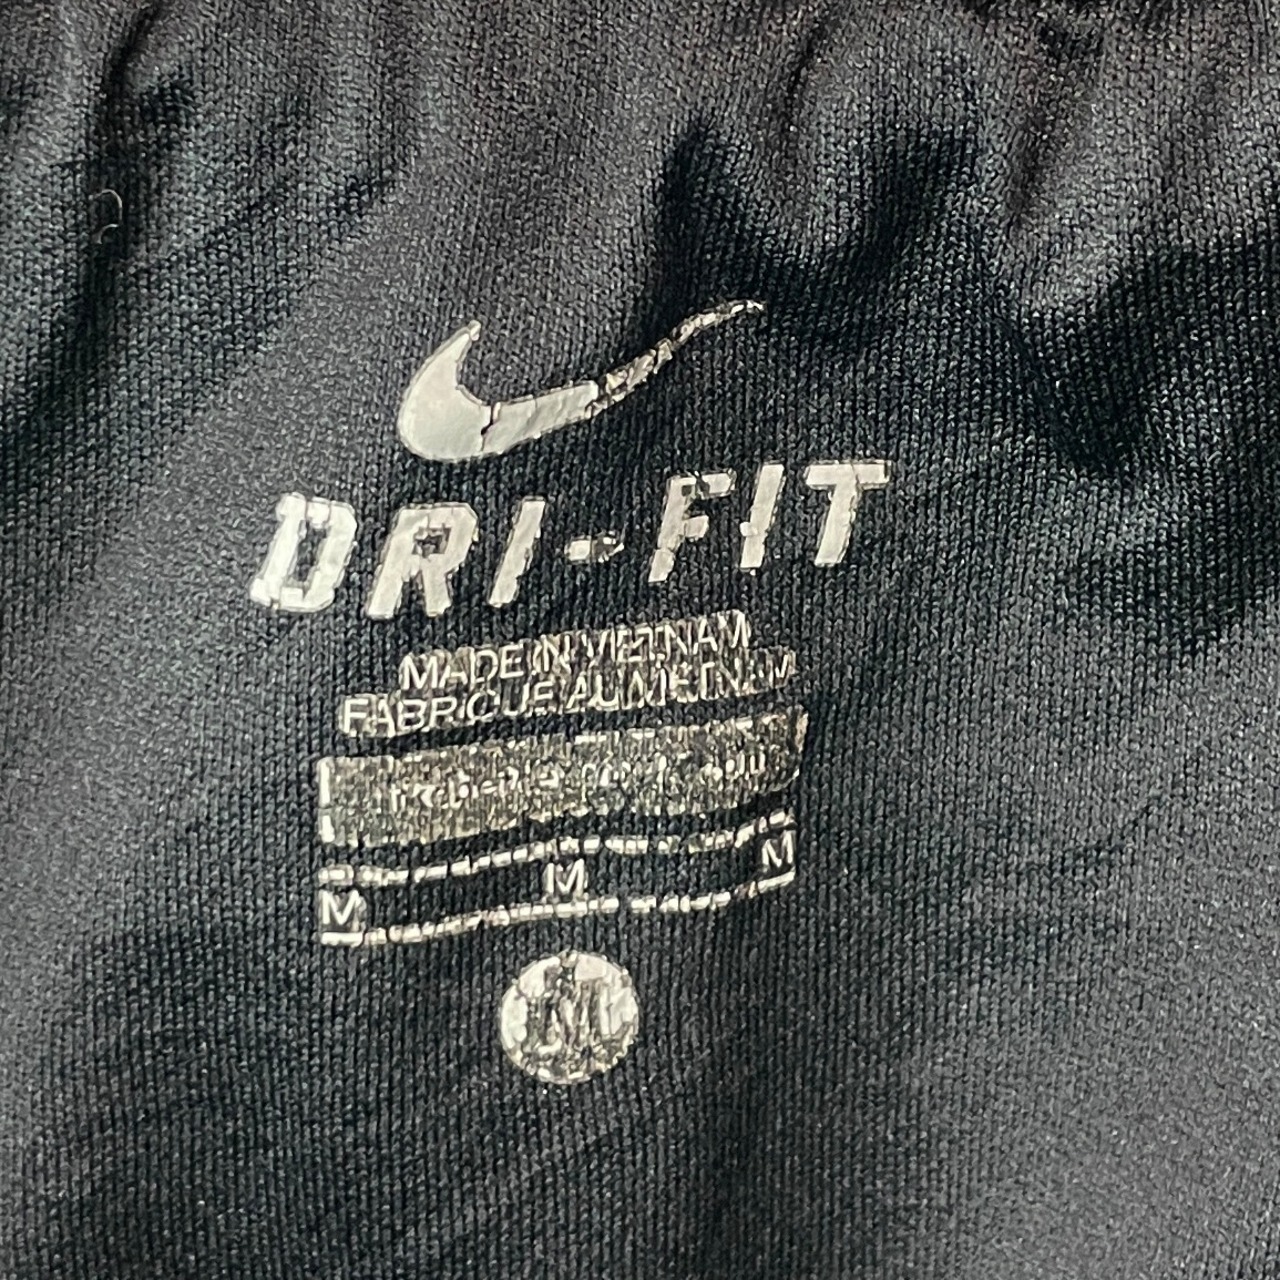 DRI-FIT
MADE IN VIETNAM
FABRIQUE AU VIETNAM
M M M
M